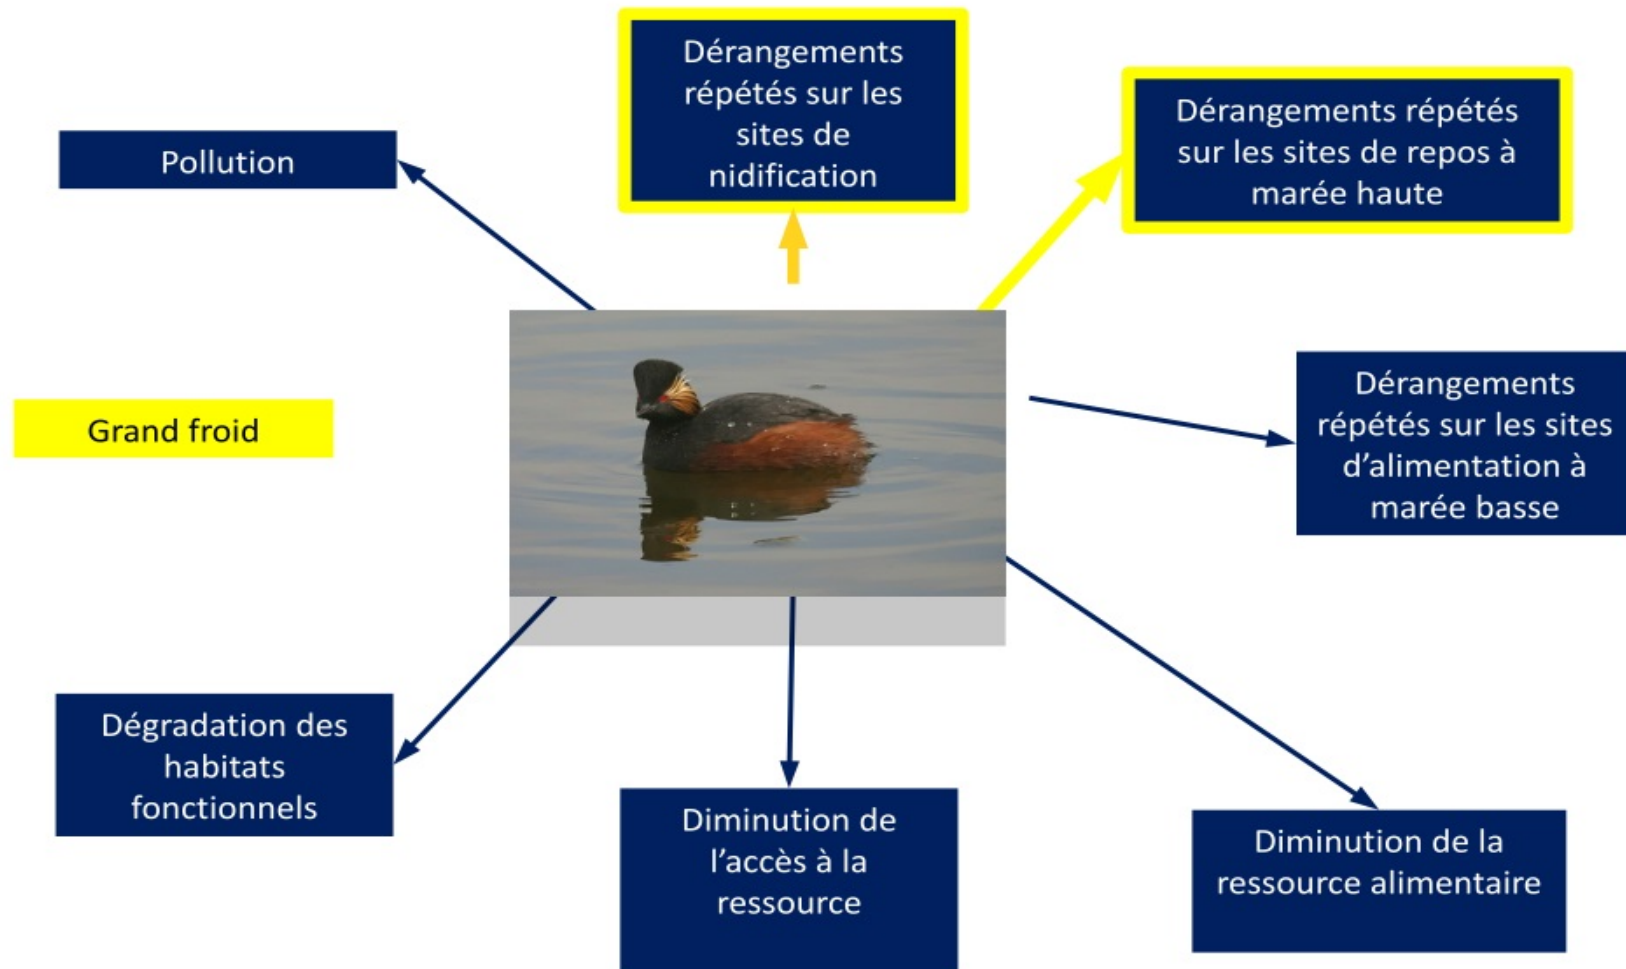 Dérangements
répétés sur les
sites de
nidification
Dérangements répétés
sur les sites de repos à
marée haute
Pollution
Dérangements
répétés sur les sites
d’alimentation à
marée basse
Grand froid
Dégradation des
habitats
fonctionnels
Diminution de
l’accès à la
ressource
Diminution de la
ressource alimentaire